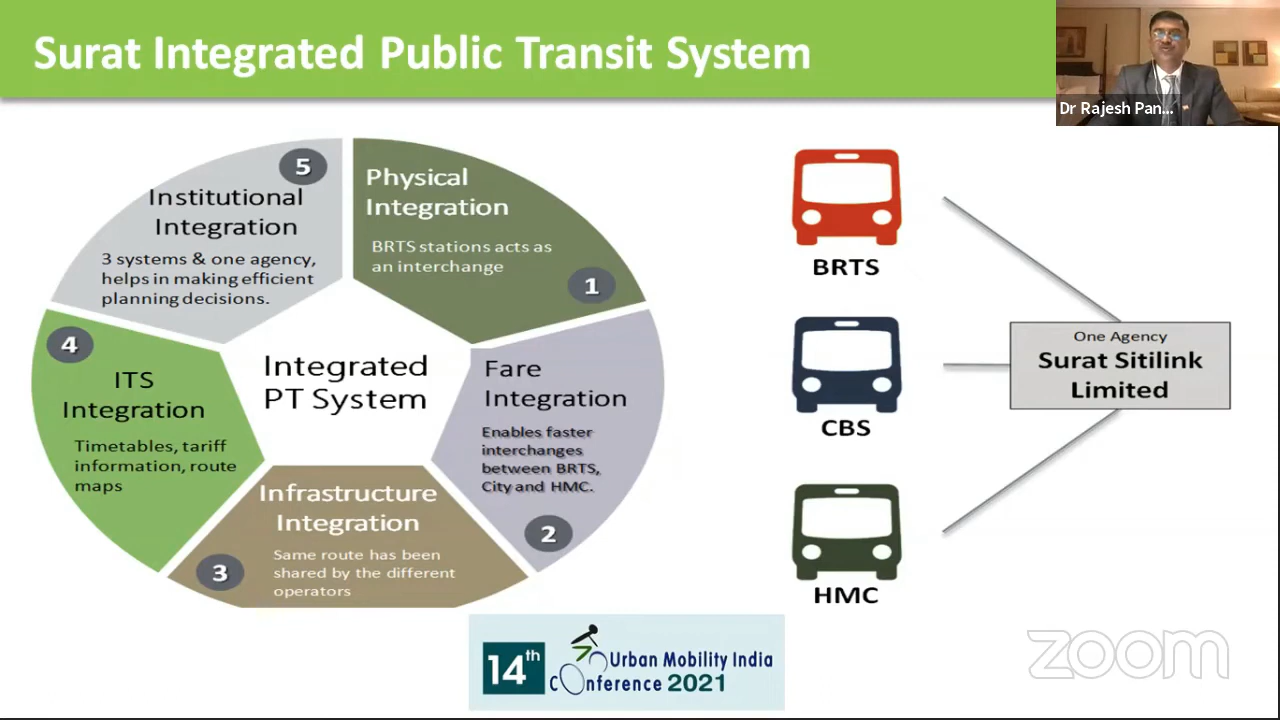 Surat Integrated Public Transit System
Dr Rajesh Pan...
5
Institutional
Integration
3 systems & one agency,
helps in making efficient
planning decisions.
Physical
Integration
BRTS stations acts as
an interchange
1
4
ITS
Integration
Timetables, tariff
information, route
maps
Integrated
PT System
Fare
Integration
Enables faster
interchanges
between BRTS,
City and HMC.
2
Infrastructure
Integration
3
Same route has been
shared by the different
operators
BRTS
CBS
HMC
One Agency
Surat Sitilink
Limited
14th
Urban Mobility India
Conference 2021
zoom